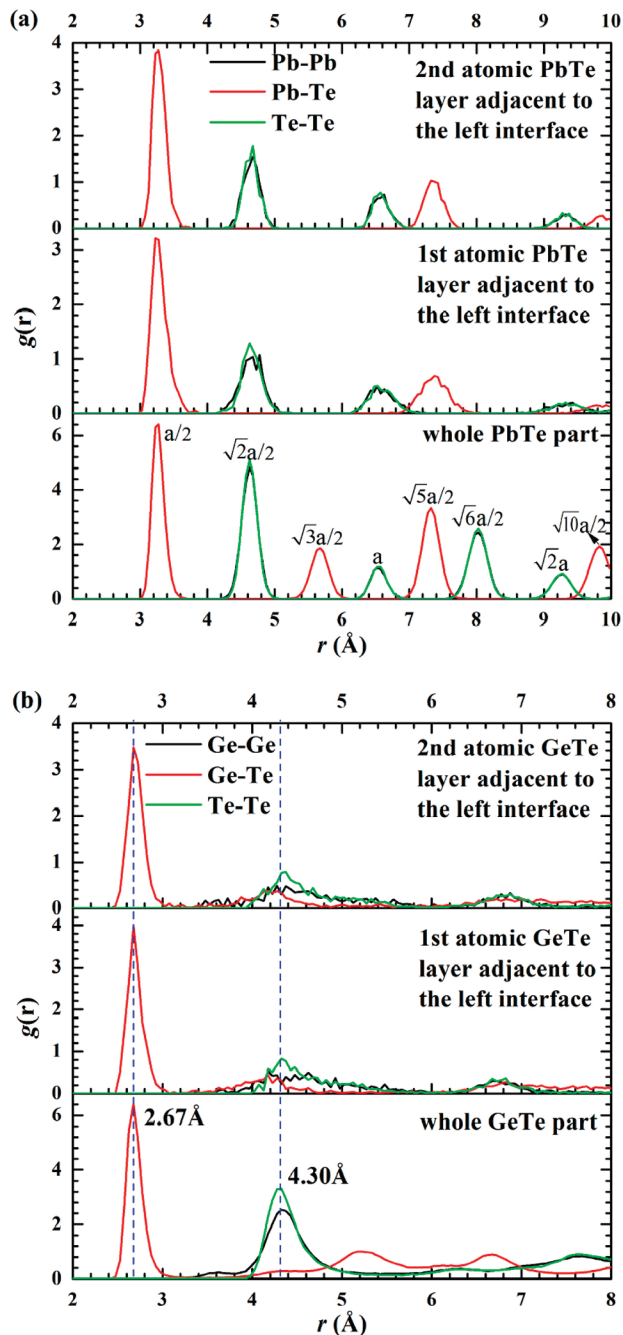 (a)
2 3 4 5 6 7 8 9 10
4
3
2
1
0
Pb-Pb
Pb-Te
Te-Te
2nd atomic PbTe
layer adjacent to
the left interface
3
2
1
0
1st atomic PbTe
layer adjacent to
the left interface
g(r)
6
4
2
0
whole PbTe part
a/2
√2a/2
√3a/2
a
√5a/2
√6a/2
√2a
√10a/2
2 3 4 5 6 7 8 9 10
r (Å)
(b)
2 3 4 5 6 7 8
4
3
2
1
0
Ge-Ge
Ge-Te
Te-Te
2nd atomic GeTe
layer adjacent to
the left interface
4
3
2
1
0
1st atomic GeTe
layer adjacent to
the left interface
g(r)
6
4
2
0
2.67Å
4.30Å
whole GeTe part
2 3 4 5 6 7 8
r (Å)